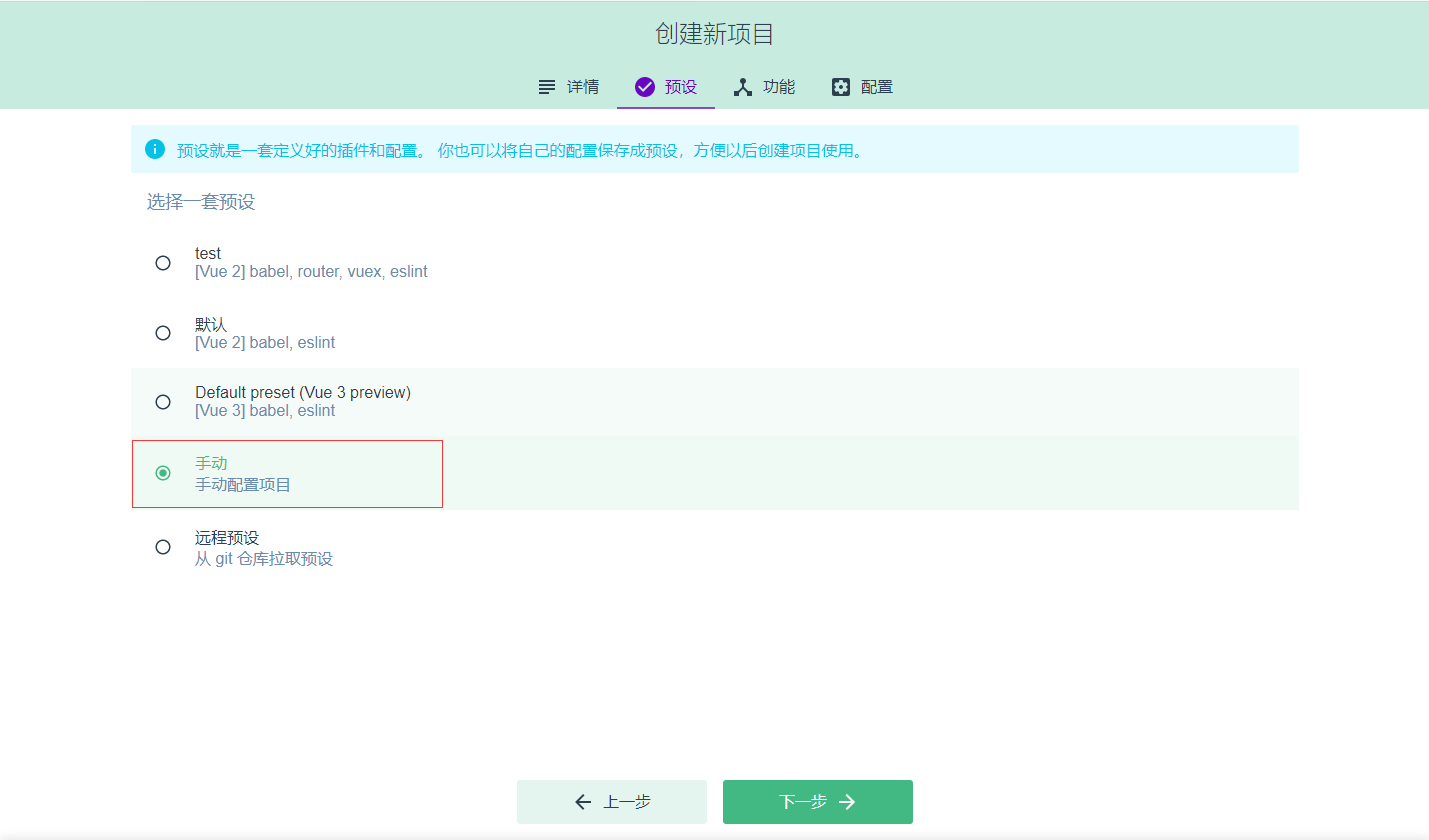 创建新项目
详情 预设 功能 配置
预设就是一套定义好的插件和配置。 你也可以将自己的配置保存成预设，方便以后创建项目使用。
选择一套预设
test
[Vue 2] babel, router, vuex, eslint
默认
[Vue 2] babel, eslint
Default preset (Vue 3 preview)
[Vue 3] babel, eslint
手动
手动配置项目
远程预设
从 git 仓库拉取预设
上一步 下一步